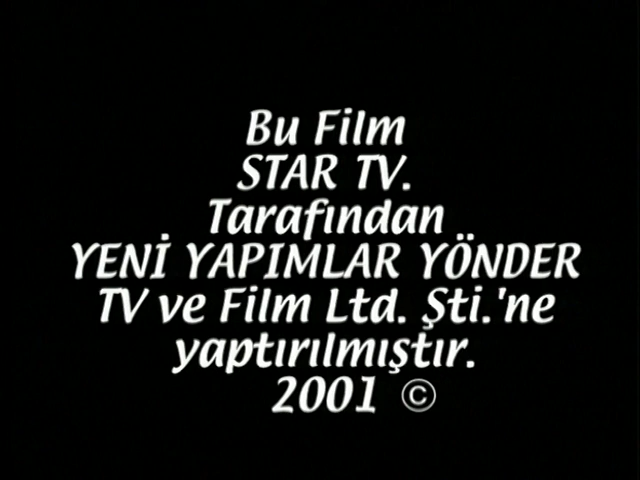 Bu Film
STAR TV.
Tarafından
YENİ YAPIMLAR YÖNDER
TV ve Film Ltd. Şti.'ne
yaptırılmıştır.
2001 ©